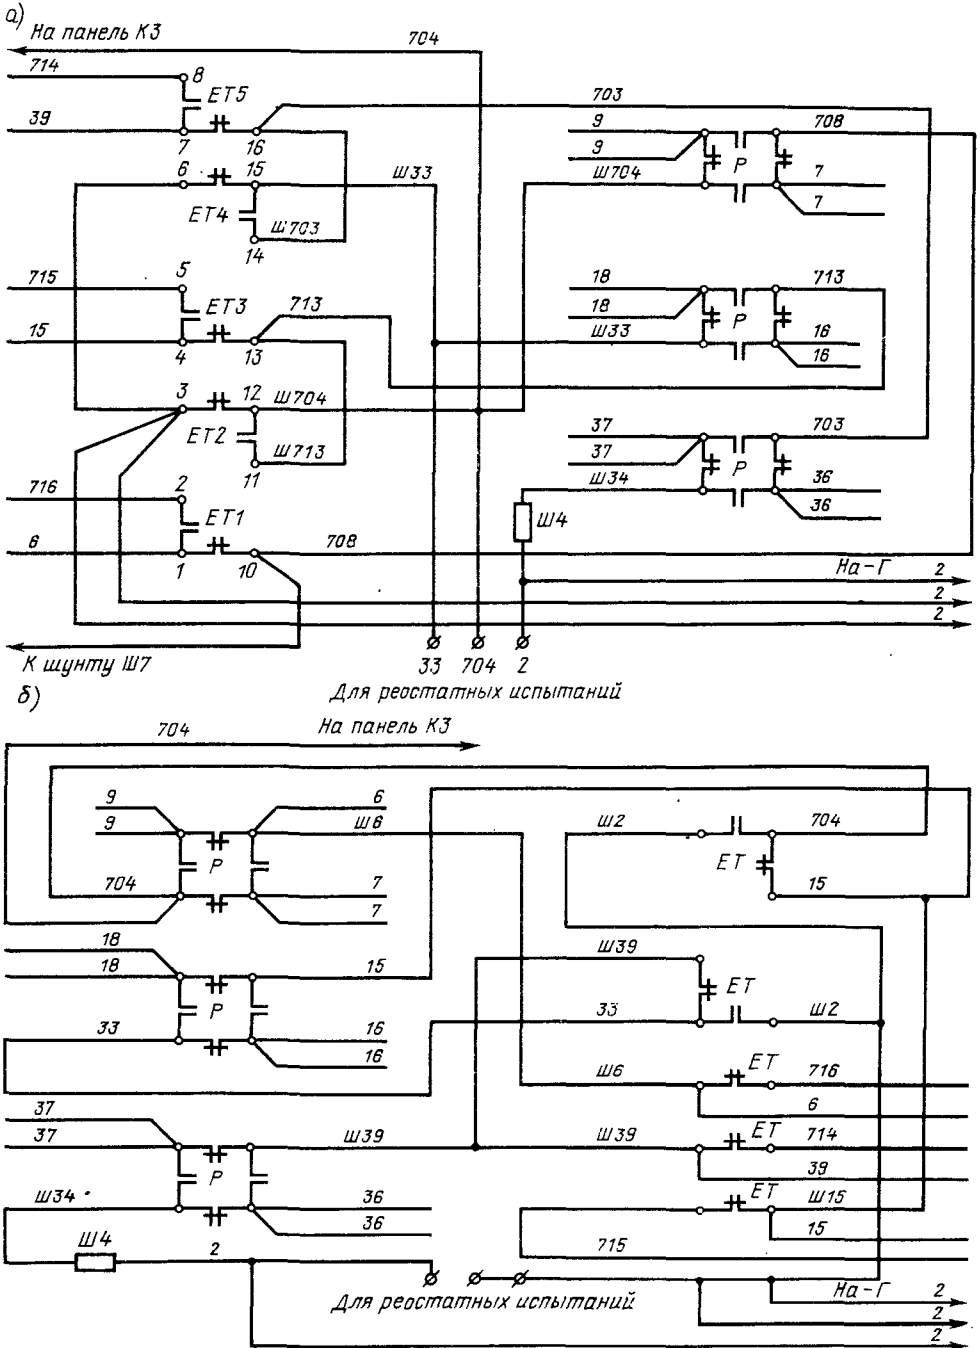 а)
На панель КЗ
704
714
8
ЕТ5
703
39
7
16
9
708
9
6
15
Ш33
Р
Ш704
7
7
ЕТ4
Ш703
14
715
5
18
713
ЕТ3
713
18
Р
15
4
13
Ш33
16
16
3
12
Ш704
ЕТ2
37
703
Ш713
37
Р
11
Ш34
36
716
2
36
ЕТ1
Ш4
6
1
10
708
На-Г
2
2
2
К шунту Ш7
33
704
2
Для реостатных испытаний
б)
704
На панель КЗ
9
6
9
Ш6
Ш2
704
Р
ЕТ
704
7
15
7
18
18
15
Ш39
Р
ЕТ
33
16
33
Ш2
16
ЕТ
Ш6
716
37
6
37
Ш39
Ш39
ЕТ
714
Р
39
Ш34
36
ЕТ
Ш15
36
15
Ш4
2
715
Для реостатных испытаний
На-Г
2
2
2